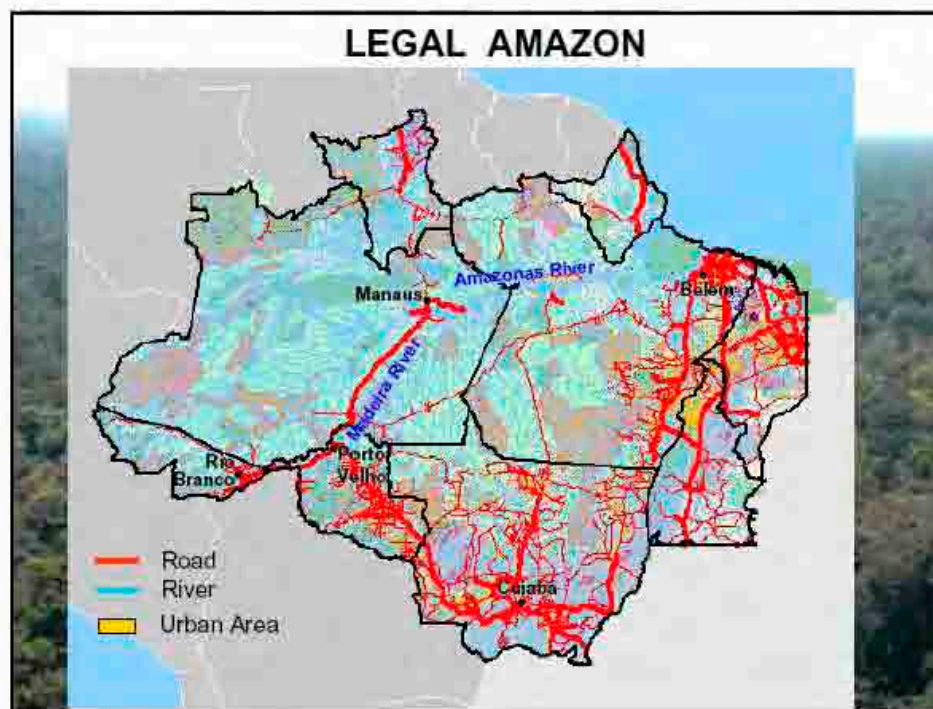 LEGAL AMAZON
Amazonas River
Manaus
Belém
Madeira River
Porto
Velho
Rio
Branco
Cuiaba
Road
River
Urban Area